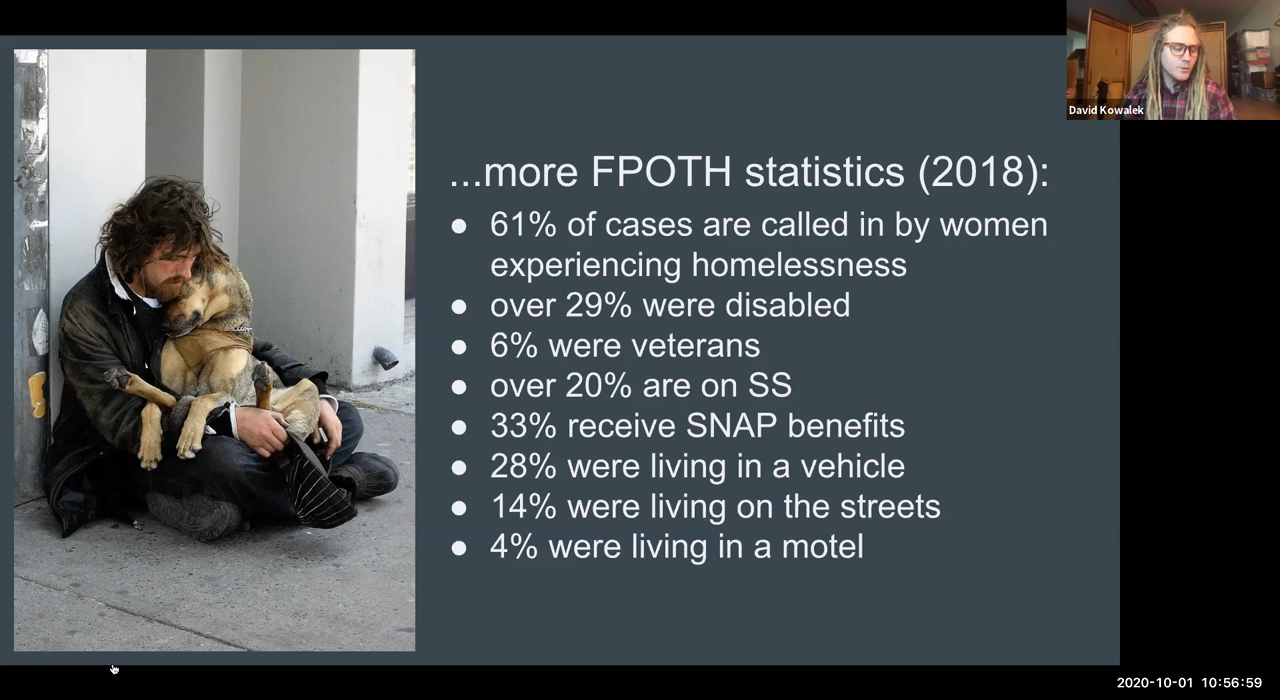 David Kowalek
...more FPOTH statistics (2018):
● 61% of cases are called in by women
experiencing homelessness
● over 29% were disabled
● 6% were veterans
● over 20% are on SS
● 33% receive SNAP benefits
● 28% were living in a vehicle
● 14% were living on the streets
● 4% were living in a motel
2020-10-01 10:56:59